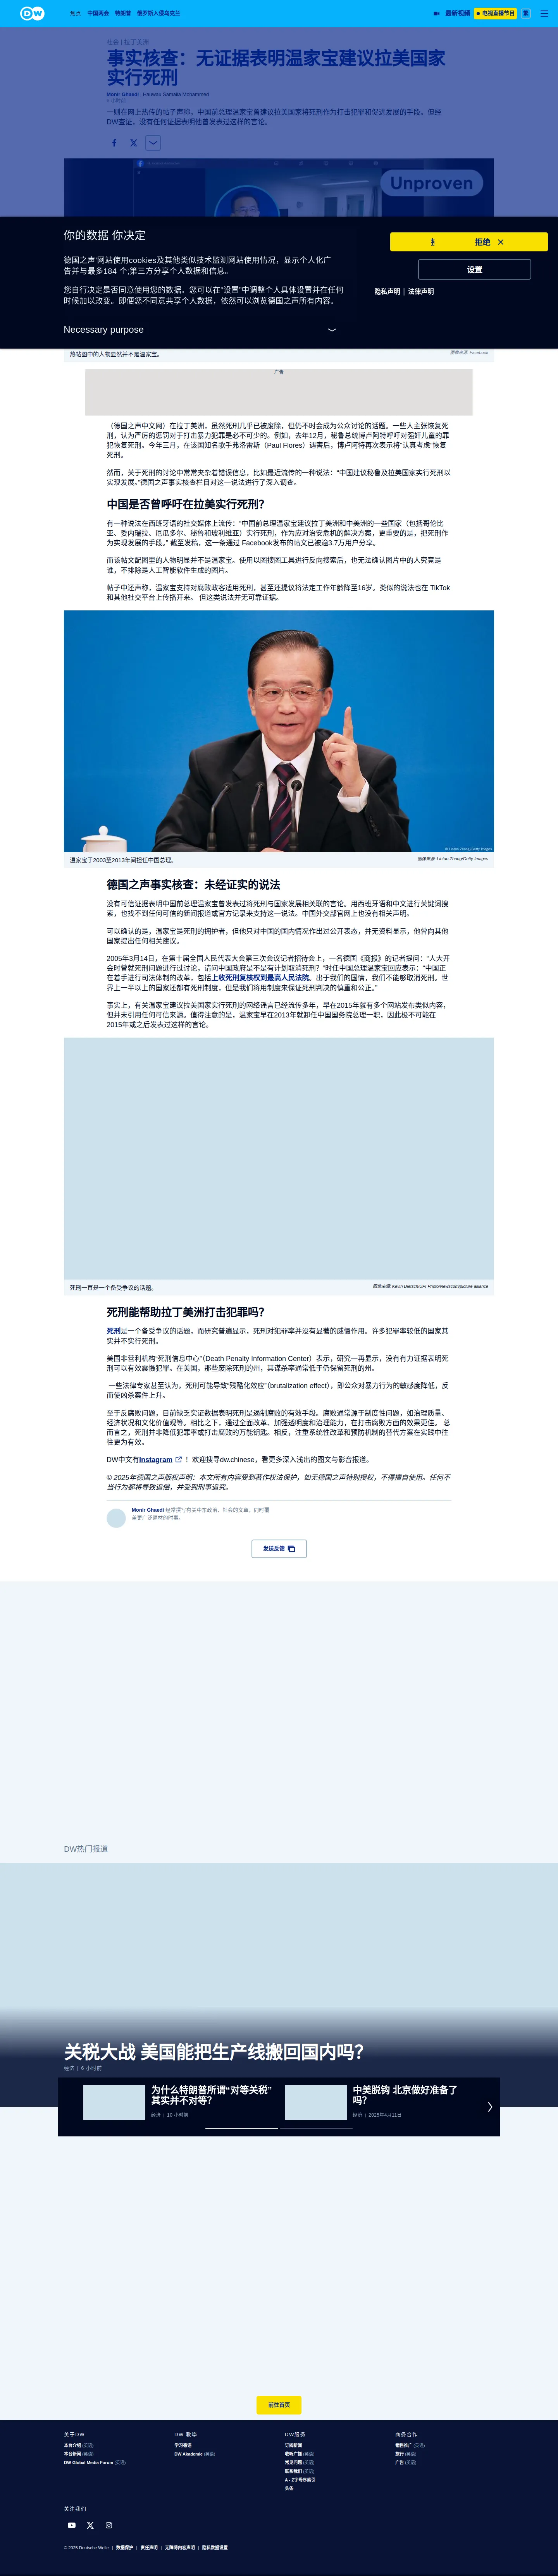 DW
焦点 中国两会 特朗普 俄罗斯入侵乌克兰
最新视频
电视直播节目
繁
社会 | 拉丁美洲
事实核查：无证据表明温家宝建议拉美国家
实行死刑
Monir Ghaedi | Hauwau Samaila Mohammed
一则在网上热传的帖子声称，中国前总理温家宝曾建议拉美国家将死刑作为打击犯罪和促进发展的手段。但经
DW查证，没有任何证据表明他曾发表过这样的言论。
Unproven
你的数据 你决定
德国之声'网站使用cookies及其他类似技术监测网站使用情况，显示个人化广
告并与最多184 个;第三方分享个人数据和信息。
您自行决定是否同意使用您的数据。您可以在"设置"中调整个人具体设置并在任何
时候加以改变。即便您不同意共享个人数据，依然可以浏览德国之声所有内容。
Necessary purpose
拒绝
设置
隐私声明 | 法律声明
热帖图中的人物显然并不是温家宝。
图像来源: Facebook
广告
（德国之声中文网）在拉丁美洲，虽然死刑几乎已被废除，但仍不时会成为公众讨论的话题。一些人主张恢复死
刑，认为严厉的惩罚对于打击暴力犯罪是必不可少的。例如，去年12月，秘鲁总统博卢阿特呼吁对强奸儿童的罪
犯恢复死刑。今年三月，在该国知名歌手弗洛雷斯（Paul Flores）遇害后，博卢阿特再次表示将"认真考虑"恢复
死刑。
然而，关于死刑的讨论中常常夹杂着错误信息，比如最近流传的一种说法："中国建议秘鲁及拉美国家实行死刑以
实现发展。"德国之声事实核查栏目对这一说法进行了深入调查。
中国是否曾呼吁在拉美实行死刑？
有一种说法在西班牙语的社交媒体上流传："中国前总理温家宝建议拉丁美洲和中美洲的一些国家（包括哥伦比
亚、委内瑞拉、厄瓜多尔、秘鲁和玻利维亚）实行死刑，作为应对治安危机的解决方案，更重要的是，把死刑作
为实现发展的手段。" 截至发稿，这一条通过 Facebook发布的帖文已被逾3.7万用户分享。
而该帖文配图里的人物明显并不是温家宝。使用以图搜图工具进行反向搜索后，也无法确认图片中的人究竟是
谁，不排除是人工智能软件生成的图片。
帖子中还声称，温家宝支持对腐败政客适用死刑，甚至还提议将法定工作年龄降至16岁。类似的说法也在 TikTok
和其他社交平台上传播开来。 但这类说法并无可靠证据。
© Lintao Zhang/Getty Images
温家宝于2003至2013年间担任中国总理。
图像来源: Lintao Zhang/Getty Images
德国之声事实核查：未经证实的说法
没有可信证据表明中国前总理温家宝曾发表过将死刑与国家发展相关联的言论。用西班牙语和中文进行关键词搜
索，也找不到任何可信的新闻报道或官方记录来支持这一说法。中国外交部官网上也没有相关声明。
可以确认的是，温家宝是死刑的拥护者，但他只对中国的国内情况作出过公开表态，并无资料显示，他曾向其他
国家提出任何相关建议。
2005年3月14日，在第十届全国人民代表大会第三次会议记者招待会上，一名德国《商报》的记者提问："人大开
会时曾就死刑问题进行过讨论，请问中国政府是不是有计划取消死刑？"时任中国总理温家宝回应表示："中国正
在着手进行司法体制的改革，包括上收死刑复核权到最高人民法院。出于我们的国情，我们不能够取消死刑。世
界上一半以上的国家还都有死刑制度，但是我们将用制度来保证死刑判决的慎重和公正。"
事实上，有关温家宝建议拉美国家实行死刑的网络谣言已经流传多年，早在2015年就有多个网站发布类似内容，
但并未引用任何可信来源。值得注意的是，温家宝早在2013年就卸任中国国务院总理一职，因此极不可能在
2015年或之后发表过这样的言论。
死刑一直是一个备受争议的话题。
图像来源: Kevin Dietsch/UPI Photo/Newscom/picture alliance
死刑能帮助拉丁美洲打击犯罪吗？
死刑是一个备受争议的话题，而研究普遍显示，死刑对犯罪率并没有显著的威慑作用。许多犯罪率较低的国家其
实并不实行死刑。
美国非营利机构"死刑信息中心"（Death Penalty Information Center）表示，研究一再显示，没有有力证据表明死
刑可以有效震慑犯罪。在美国，那些废除死刑的州，其谋杀率通常低于仍保留死刑的州。
一些法律专家甚至认为，死刑可能导致"残酷化效应"（brutalization effect），即公众对暴力行为的敏感度降低，反
而使凶杀案件上升。
至于反腐败问题，目前缺乏实证数据表明死刑是遏制腐败的有效手段。腐败通常源于制度性问题，如治理质量、
经济状况和文化价值观等。相比之下，通过全面改革、加强透明度和治理能力，在打击腐败方面的效果更佳。 总
而言之，死刑并非降低犯罪率或打击腐败的万能钥匙。相反，注重系统性改革和预防机制的替代方案在实践中往
往更为有效。
DW中文有Instagram ！欢迎搜寻dw.chinese，看更多深入浅出的图文与影音报道。
© 2025年德国之声版权声明：本文所有内容受到著作权法保护，如无德国之声特别授权，不得擅自使用。任何不
当行为都将导致追偿，并受到刑事追究。
Monir Ghaedi 经常撰写有关中东政治、社会的文章，同时覆
盖更广泛题材的时事。
发送反馈
DW热门报道
关税大战 美国能把生产线搬回国内吗？
经济 | 6 小时前
为什么特朗普所谓"对等关税"
其实并不对等？
经济 | 10 小时前
中美脱钩 北京做好准备了
吗？
经济 | 2025年4月11日
前往首页
关于DW
本台介绍 (英语)
本台新闻 (英语)
DW Global Media Forum (英语)
DW 教学
学习德语
DW Akademie (英语)
DW服务
订阅新闻
收听广播 (英语)
常见问题 (英语)
联系我们 (英语)
A - Z字母序索引
头条
商务合作
销售推广 (英语)
旅行 (英语)
广告 (英语)
关注我们
© 2025 Deutsche Welle | 数据保护 | 责任声明 | 无障碍内容声明 | 隐私数据设置